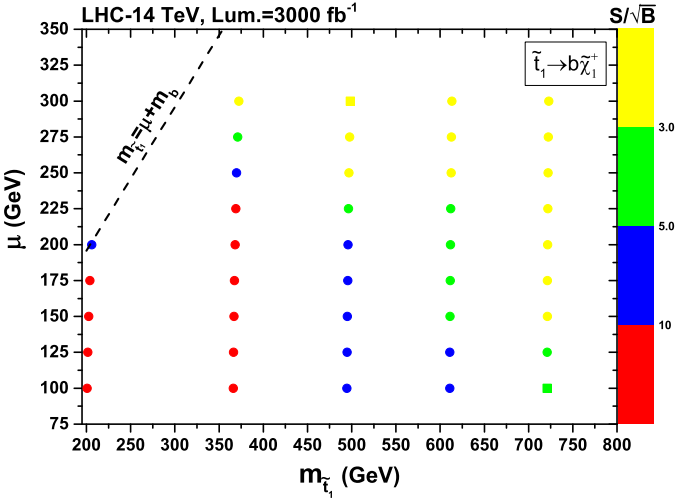 LHC-14 TeV, Lum.=3000 fb⁻¹
S/√B
350
325
300
275
250
225
200
175
150
125
100
75
μ (GeV)
m_t̃₁=μ+m_b
t̃₁→bχ̃₁⁺
3.0
5.0
10
200 250 300 350 400 450 500 550 600 650 700 750 800
m_t̃₁ (GeV)